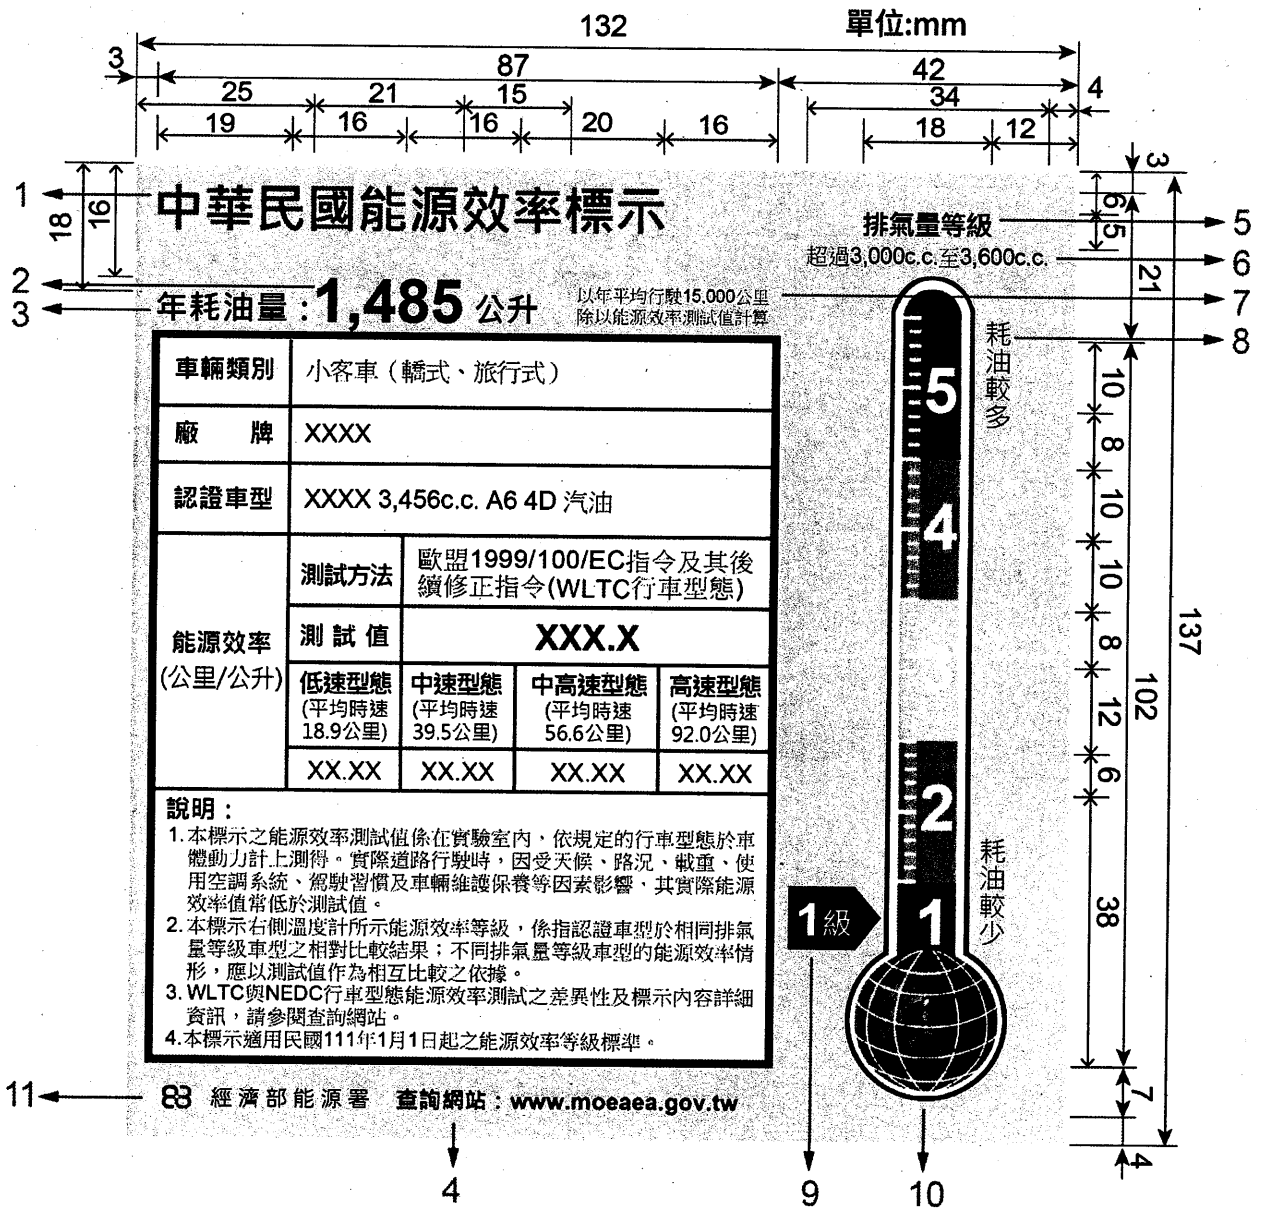 132
單位:mm
3
87
42
25
21
15
34
4
19
16
16
20
16
18
12
1
中華民國能源效率標示
18
16
3
6
5
排氣量等級
5
超過3,000c.c.至3,600c.c.
6
21
2
3
年耗油量：1,485 公升
以年平均行駛15,000公里
除以能源效率測試值計算
7
耗油較多
8
車輛類別
小客車（轎式、旅行式）
廠牌
XXXX
認證車型
XXXX 3,456c.c. A6 4D 汽油
能源效率
(公里/公升)
測試方法
歐盟1999/100/EC指令及其後
續修正指令(WLTC行車型態)
測試值
XXX.X
低速型態
(平均時速
18.9公里)
中速型態
(平均時速
39.5公里)
中高速型態
(平均時速
56.6公里)
高速型態
(平均時速
92.0公里)
XX.XX
XX.XX
XX.XX
XX.XX
說明：
1.本標示之能源效率測試值係在實驗室內，依規定的行車型態於車
體動力計上測得。實際道路行駛時，因受天候、路況、載重、使
用空調系統、駕駛習慣及車輛維護保養等因素影響，其實際能源
效率值常低於測試值。
2.本標示右側溫度計所示能源效率等級，係指認證車型於相同排氣
量等級車型之相對比較結果；不同排氣量等級車型的能源效率情
形，應以測試值作為相互比較之依據。
3.WLTC與NEDC行車型態能源效率測試之差異性及標示內容詳細
資訊，請參閱查詢網站。
4.本標示適用民國111年1月1日起之能源效率等級標準。
5
4
3
2
1
1級
耗油較少
10
8
10
10
8
12
6
38
102
137
7
4
11
經濟部能源署
查詢網站：www.moeaea.gov.tw
4
9
10